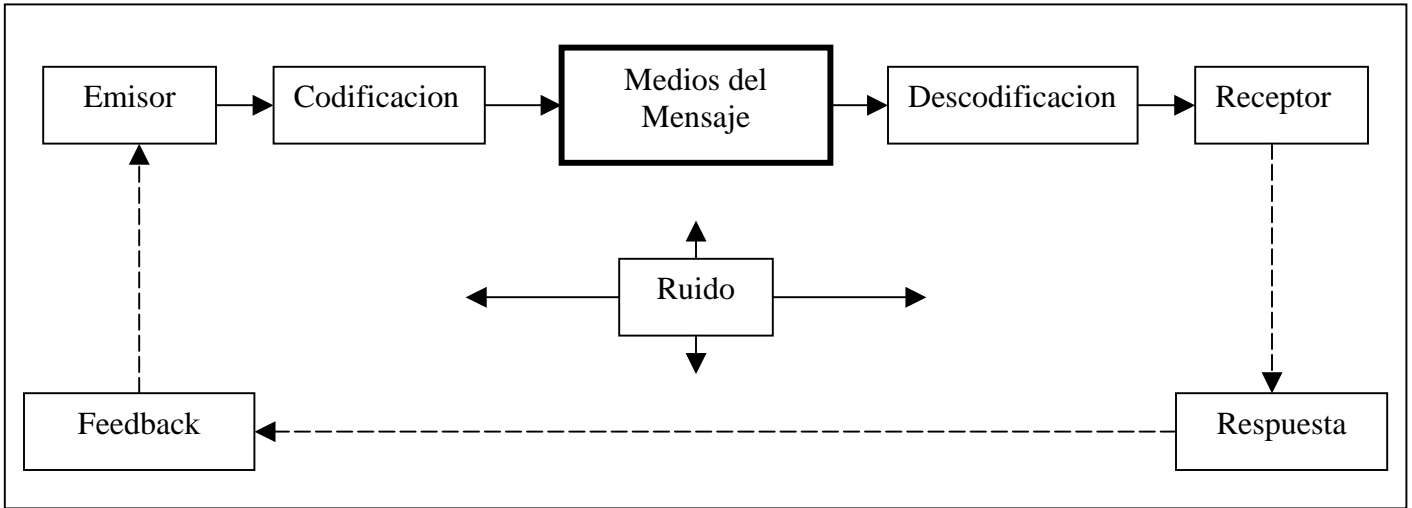 Emisor
Codificacion
Medios del
Mensaje
Descodificacion
Receptor
Ruido
Feedback
Respuesta